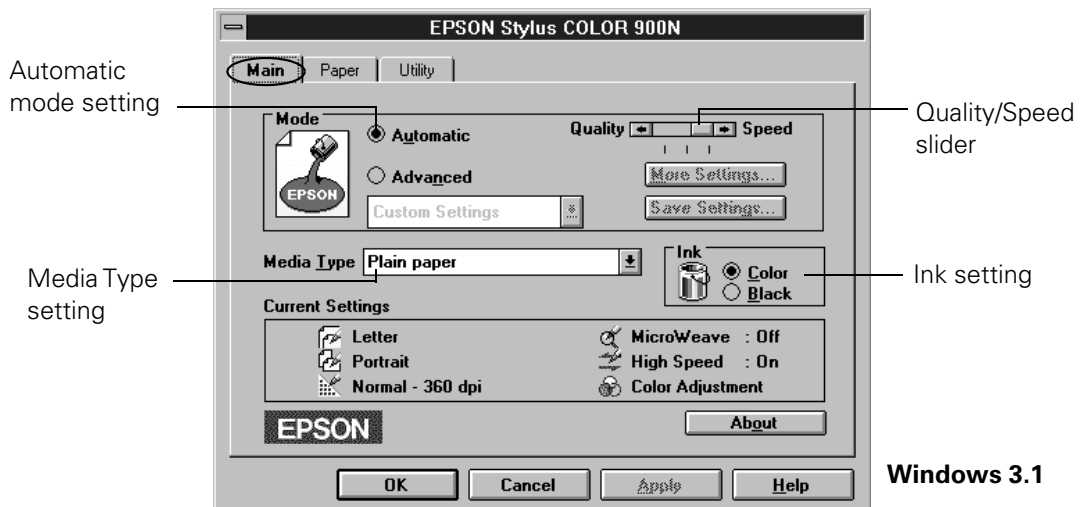 EPSON Stylus COLOR 900N
Main Paper Utility
Automatic
mode setting
Mode
Automatic
Quality Speed
Quality/Speed
slider
Advanced
More Settings...
EPSON
Custom Settings
Save Settings...
Media Type Plain paper
Ink
Color
Black
Media Type
setting
Ink setting
Current Settings
Letter
MicroWeave : Off
Portrait
High Speed : On
Normal - 360 dpi
Color Adjustment
EPSON
About
OK Cancel Apply Help
Windows 3.1